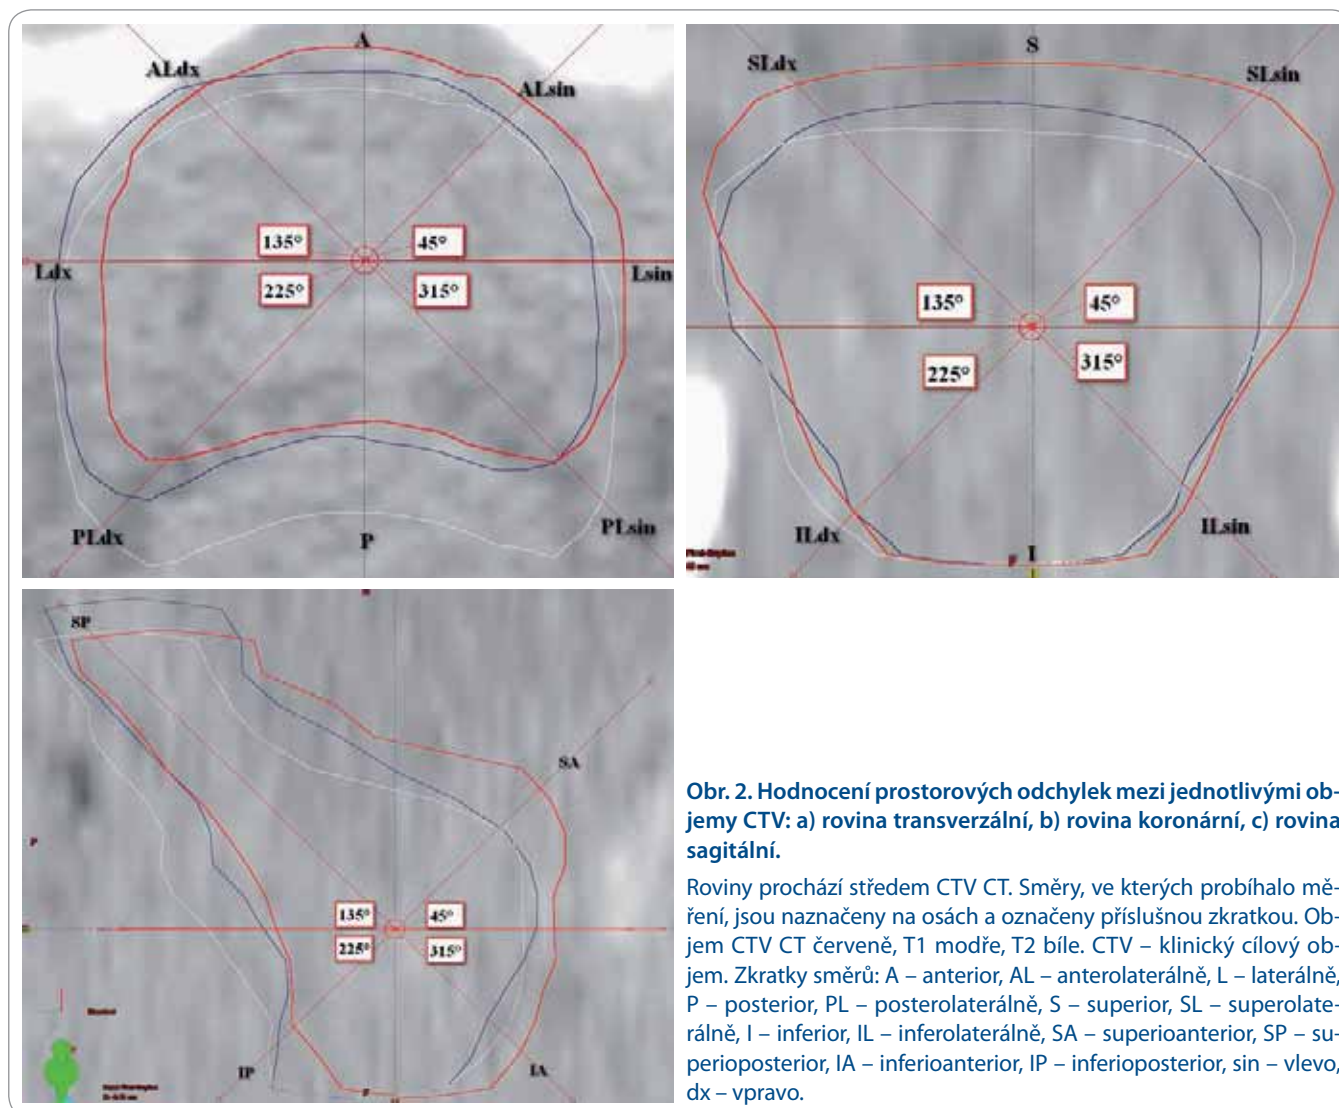 A
ALdx
ALsin
135°
45°
Ldx
Lsin
225°
315°
PLdx
P
PLsin
S
SLdx
SLsin
135°
45°
225°
315°
ILdx
I
ILsin
SP
SA
135°
45°
225°
315°
IP
IA
Obr. 2. Hodnocení prostorových odchylek mezi jednotlivými ob-
jemy CTV: a) rovina transverzální, b) rovina koronární, c) rovina
sagitální.
Roviny prochází středem CTV CT. Směry, ve kterých probíhalo mě-
ření, jsou naznačeny na osách a označeny příslušnou zkratkou. Ob-
jem CTV CT červeně, T1 modře, T2 bíle. CTV – klinický cílový ob-
jem. Zkratky směrů: A – anterior, AL – anterolaterálně, L – laterálně,
P – posterior, PL – posterolaterálně, S – superior, SL – superolate-
rálně, I – inferior, IL – inferolaterálně, SA – superioanterior, SP – su-
perioposterior, IA – inferioanterior, IP – inferioposterior, sin – vlevo,
dx – vpravo.